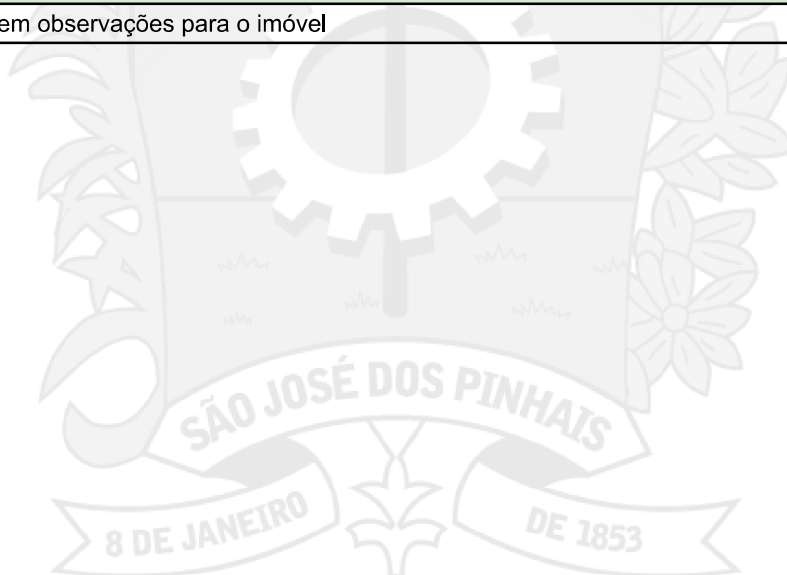 em observações para o imóvel
SÃO JOSÉ DOS PINHAIS
8 DE JANEIRO DE 1853